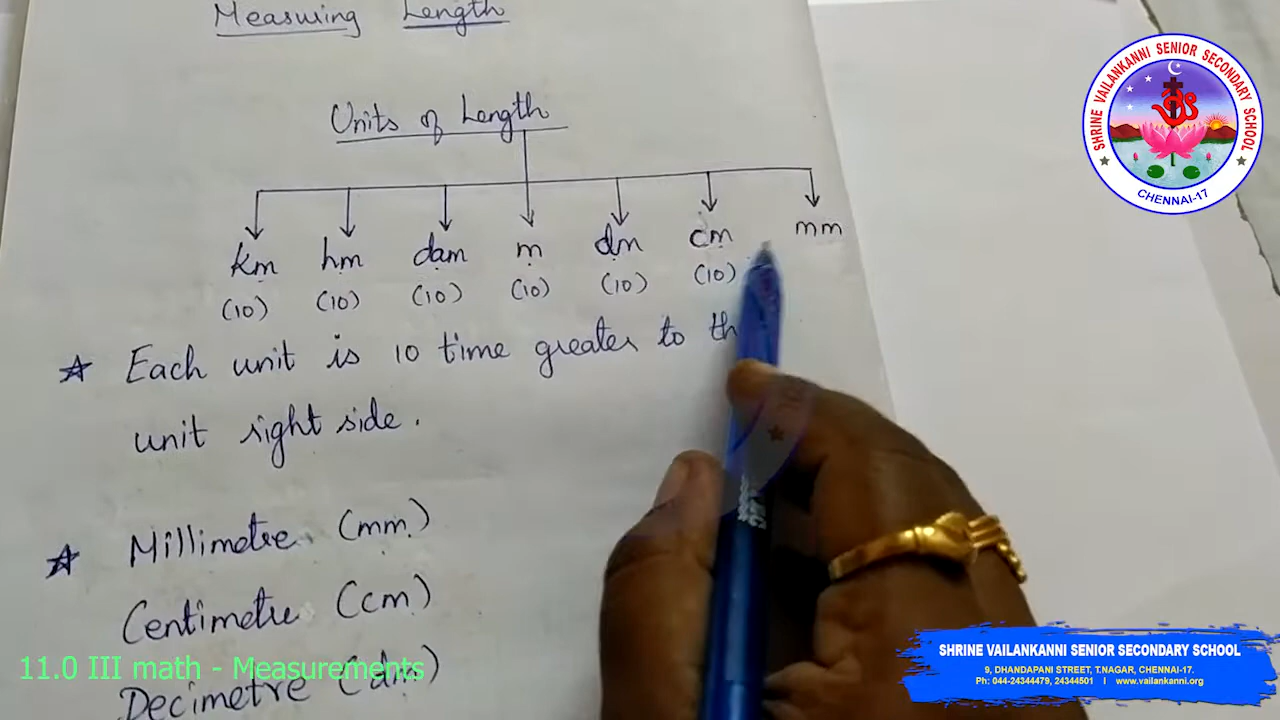 Measuring Length
Units of Length
km hm dam m dm cm mm
(10) (10) (10) (10) (10) (10)
☆ Each unit is 10 time greater to th
unit right side.
☆ Millimetre (mm)
Centimetre (cm)
Decimetre (dm)
11.0 III math - Measurements
SHRINE VAILANKANNI SENIOR SECONDARY SCHOOL
CHENNAI-17
SHRINE VAILANKANNI SENIOR SECONDARY SCHOOL
9, DHANDAPANI STREET, T.NAGAR, CHENNAI-17.
Ph: 044-24344479, 24344501 I www.vailankanni.org